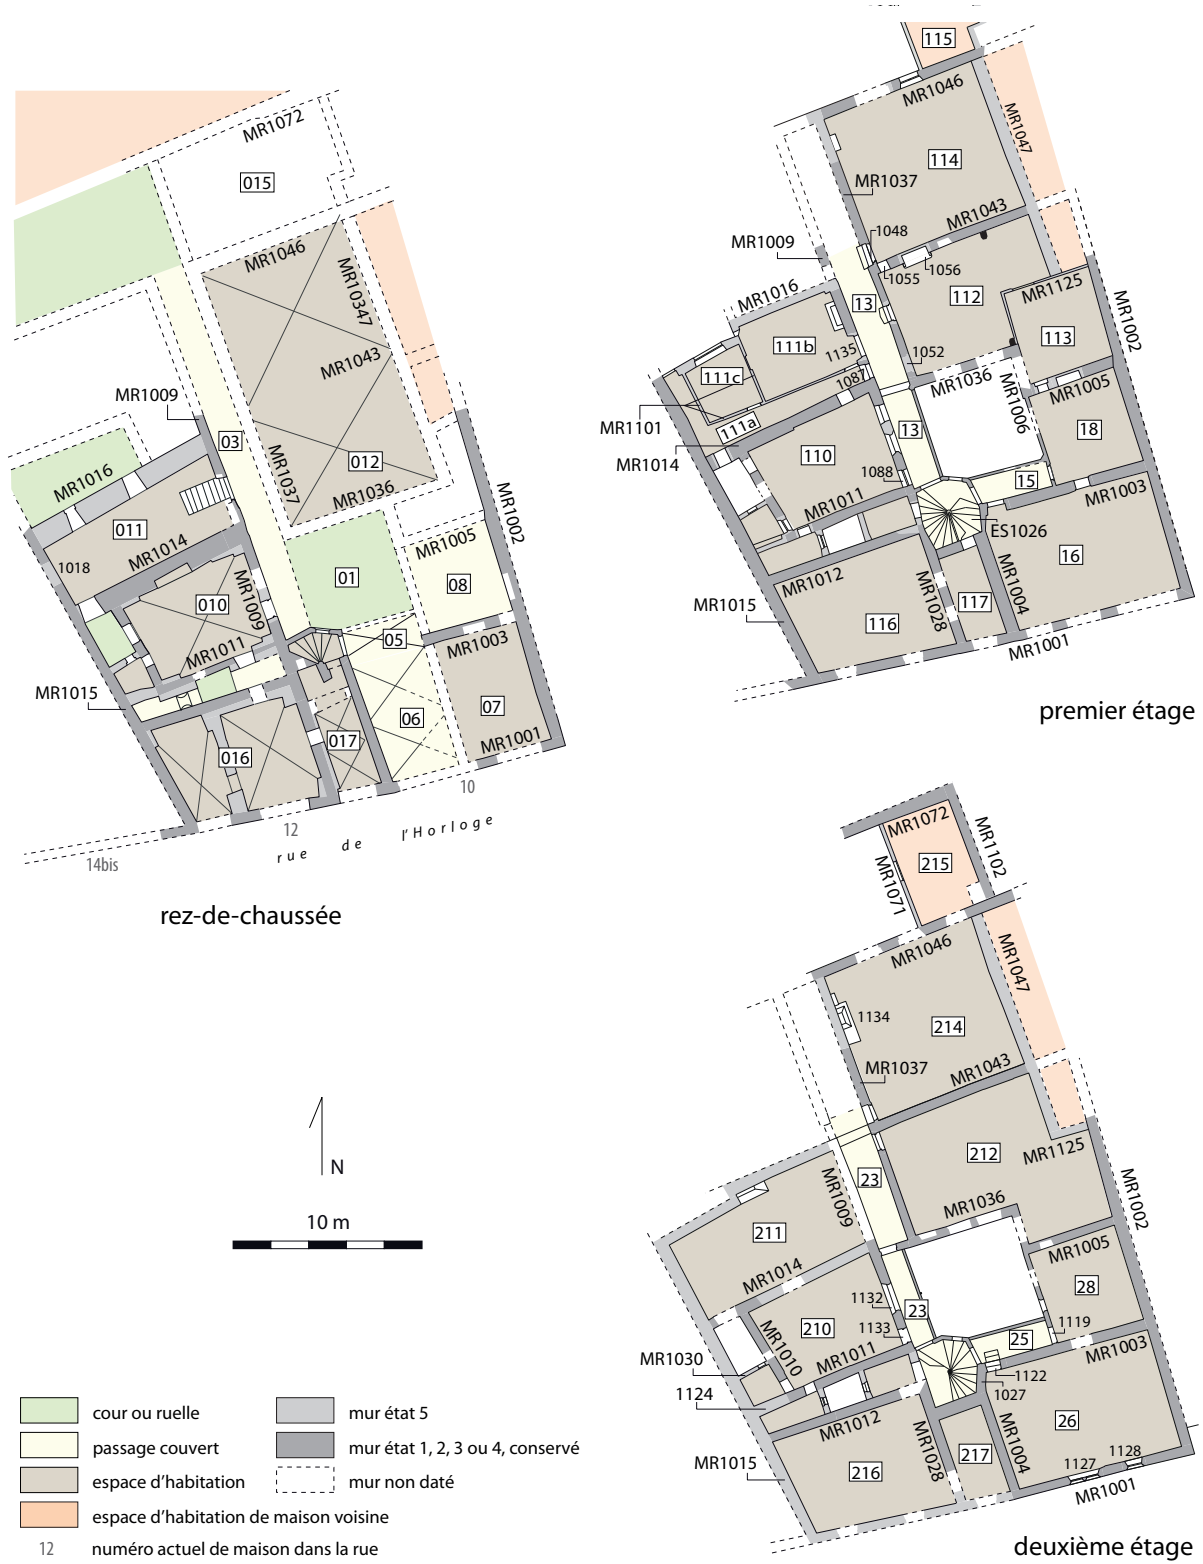 MR1072
015
MR1046
MR10347
MR1043
MR1009
03
MR1037
012
MR1036
MR1016
011
1018
MR1014
010
MR1009
MR1011
MR1002
MR1005
01
08
05
MR1003
MR1015
06
07
MR1001
016
017
10
12
rue de l'Horloge
14bis
rez-de-chaussée
115
MR1046
MR1047
114
MR1037
MR1043
1048
MR1009
1055
1056
MR1016
13
112
MR1125
MR1002
113
111b
1135
1052
111c
1087
MR1036
MR1006
MR1005
MR1101
111a
13
18
MR1014
110
1088
15
MR1011
MR1003
ES1026
16
MR1012
MR1028
MR1004
MR1015
116
117
MR1001
premier étage
MR1072
MR1102
215
MR1071
MR1046
MR1047
1134
214
MR1037
MR1043
212
MR1125
23
MR1009
MR1036
MR1002
211
MR1005
MR1014
28
1132
23
1119
210
1133
25
MR1010
MR1011
MR1003
MR1030
1122
1124
1027
MR1012
26
MR1028
MR1004
MR1015
216
217
1127
1128
MR1001
deuxième étage
N
10 m
cour ou ruelle
mur état 5
passage couvert
mur état 1, 2, 3 ou 4, conservé
espace d'habitation
mur non daté
espace d'habitation de maison voisine
12 numéro actuel de maison dans la rue